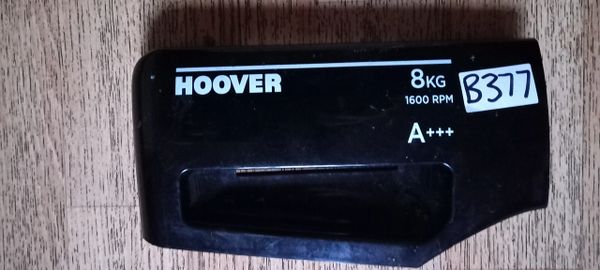 HOOVER
8KG
1600 RPM
A+++
B377